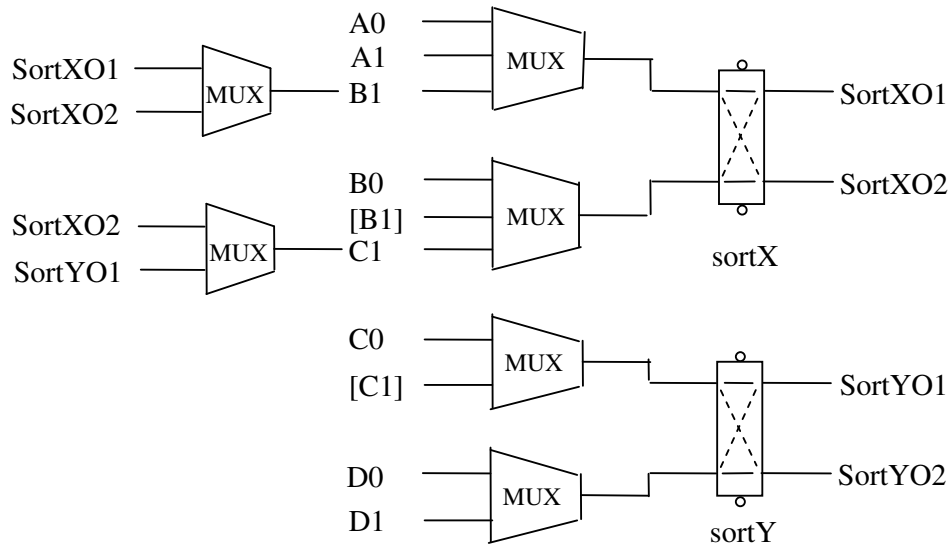 SortXO1
SortXO2
MUX
A0
A1
B1
MUX
SortXO1
SortXO2
sortX
SortXO2
SortYO1
MUX
B0
[B1]
C1
MUX
C0
[C1]
MUX
SortYO1
SortYO2
sortY
D0
D1
MUX